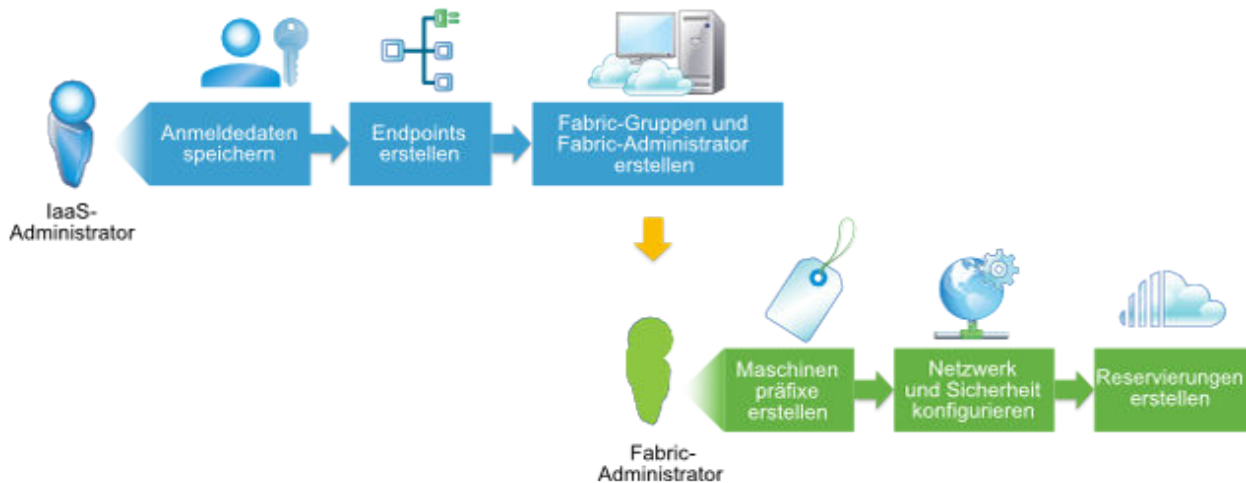 Anmeldedaten
speichern
Endpoints
erstellen
Fabric-Gruppen und
Fabric-Administrator
erstellen
IaaS-
Administrator
Maschinen
präfixe
erstellen
Netzwerk
und Sicherheit
konfigurieren
Reservierungen
erstellen
Fabric-
Administrator